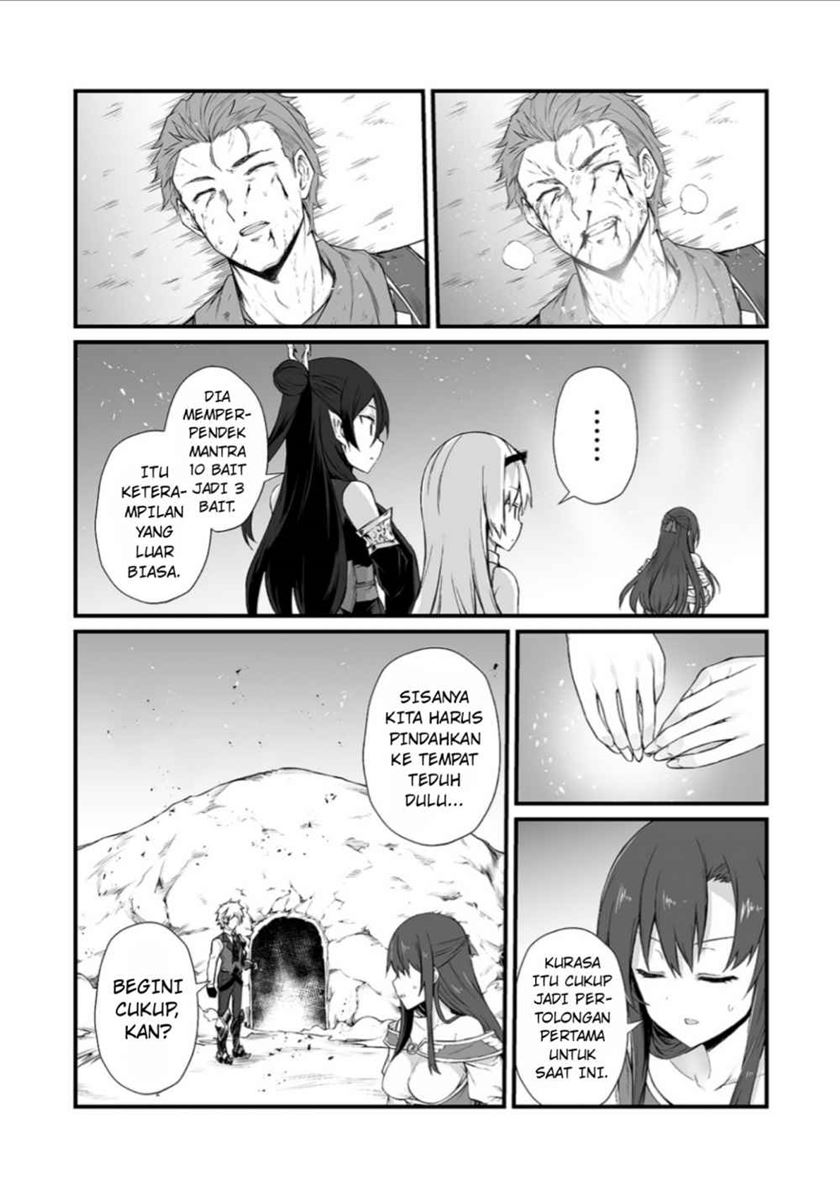 ......
DIA
MEMPER-
PENDEK
MANTRA
10 BAIT
JADI 3
BAIT.
ITU
KETERA-
MPILAN
YANG
LUAR
BIASA.
KURASA
ITU CUKUP
JADI PER-
TOLONGAN
PERTAMA
UNTUK
SAAT INI.
SISANYA
KITA HARUS
PINDAHKAN
KE TEMPAT
TEDUH
DULU...
BEGINI
CUKUP,
KAN?